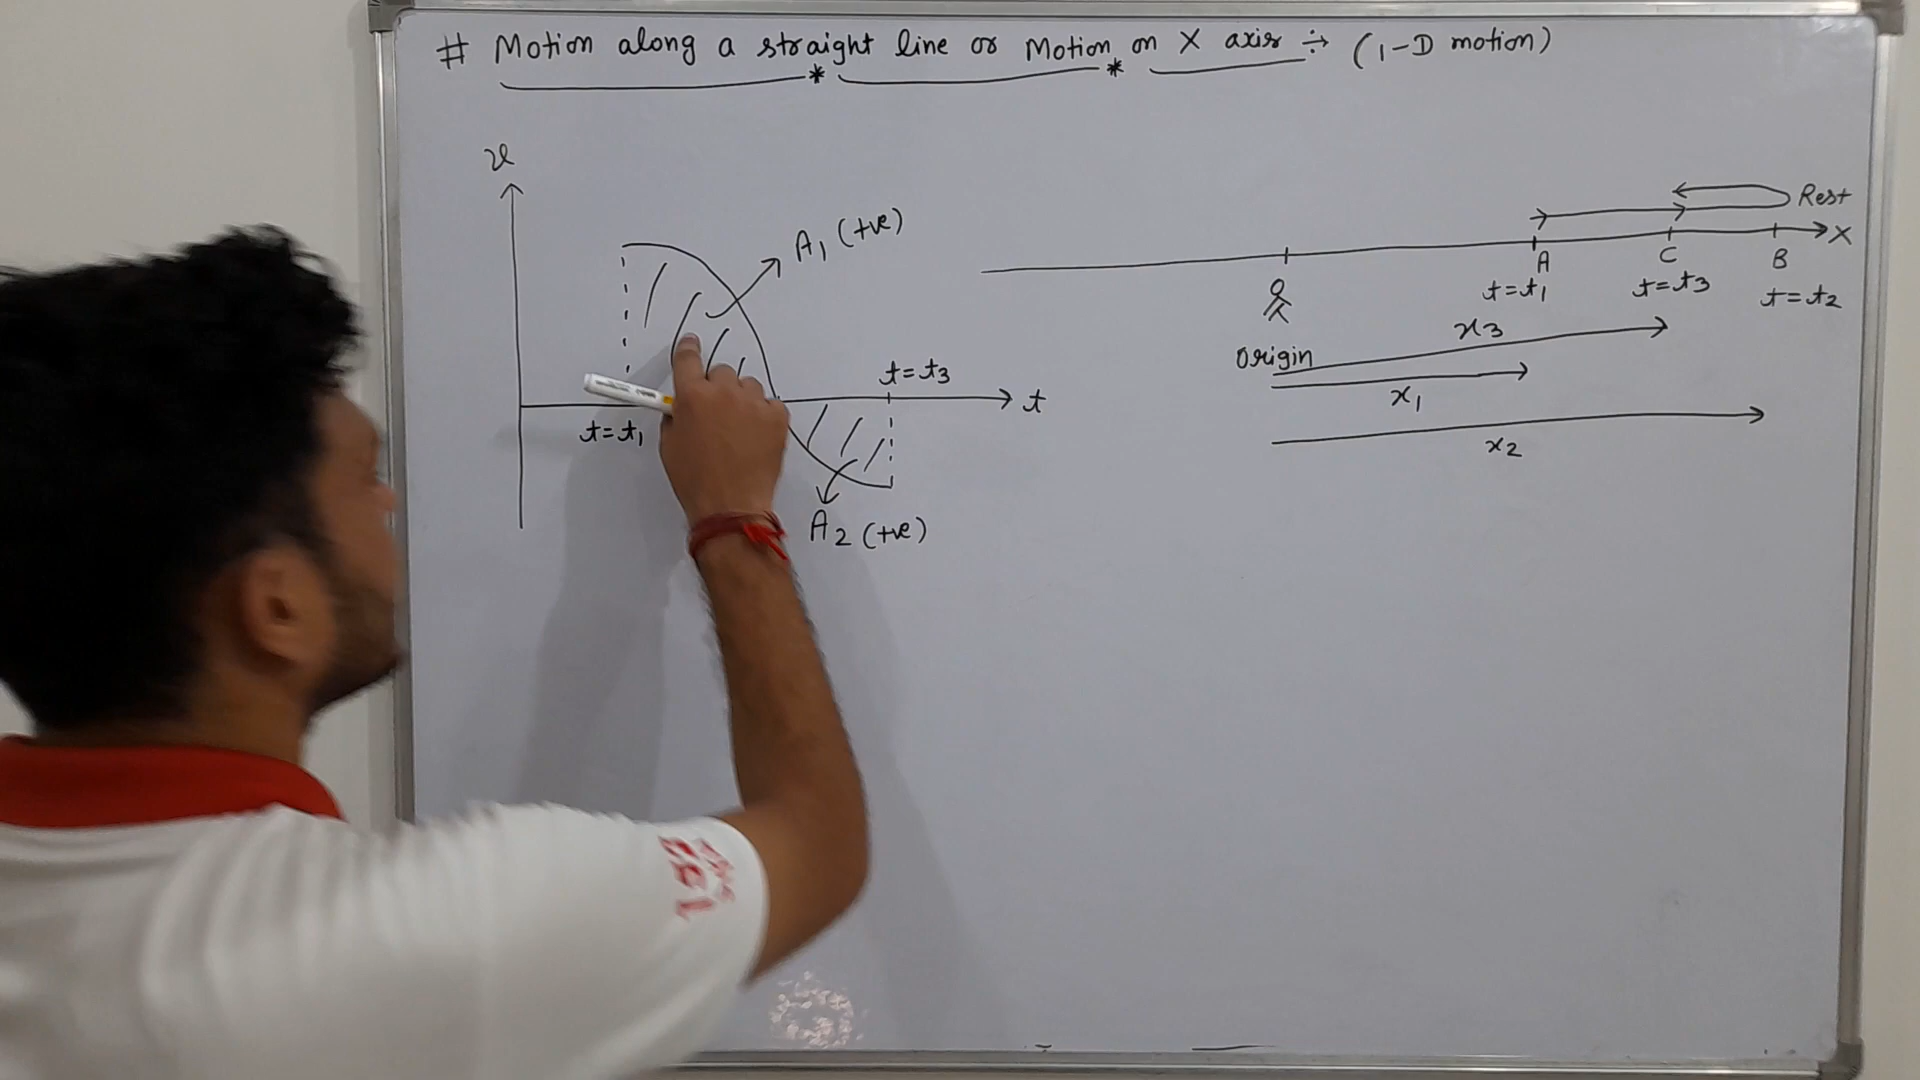 # Motion along a straight line or Motion on X axis ÷ (1-D motion)
v
A1 (+ve)
Rest
X
A
C
B
t=t1
t=t3
t=t2
x3
Origin
t=t3
t
x1
t=t1
x2
A2 (+ve)